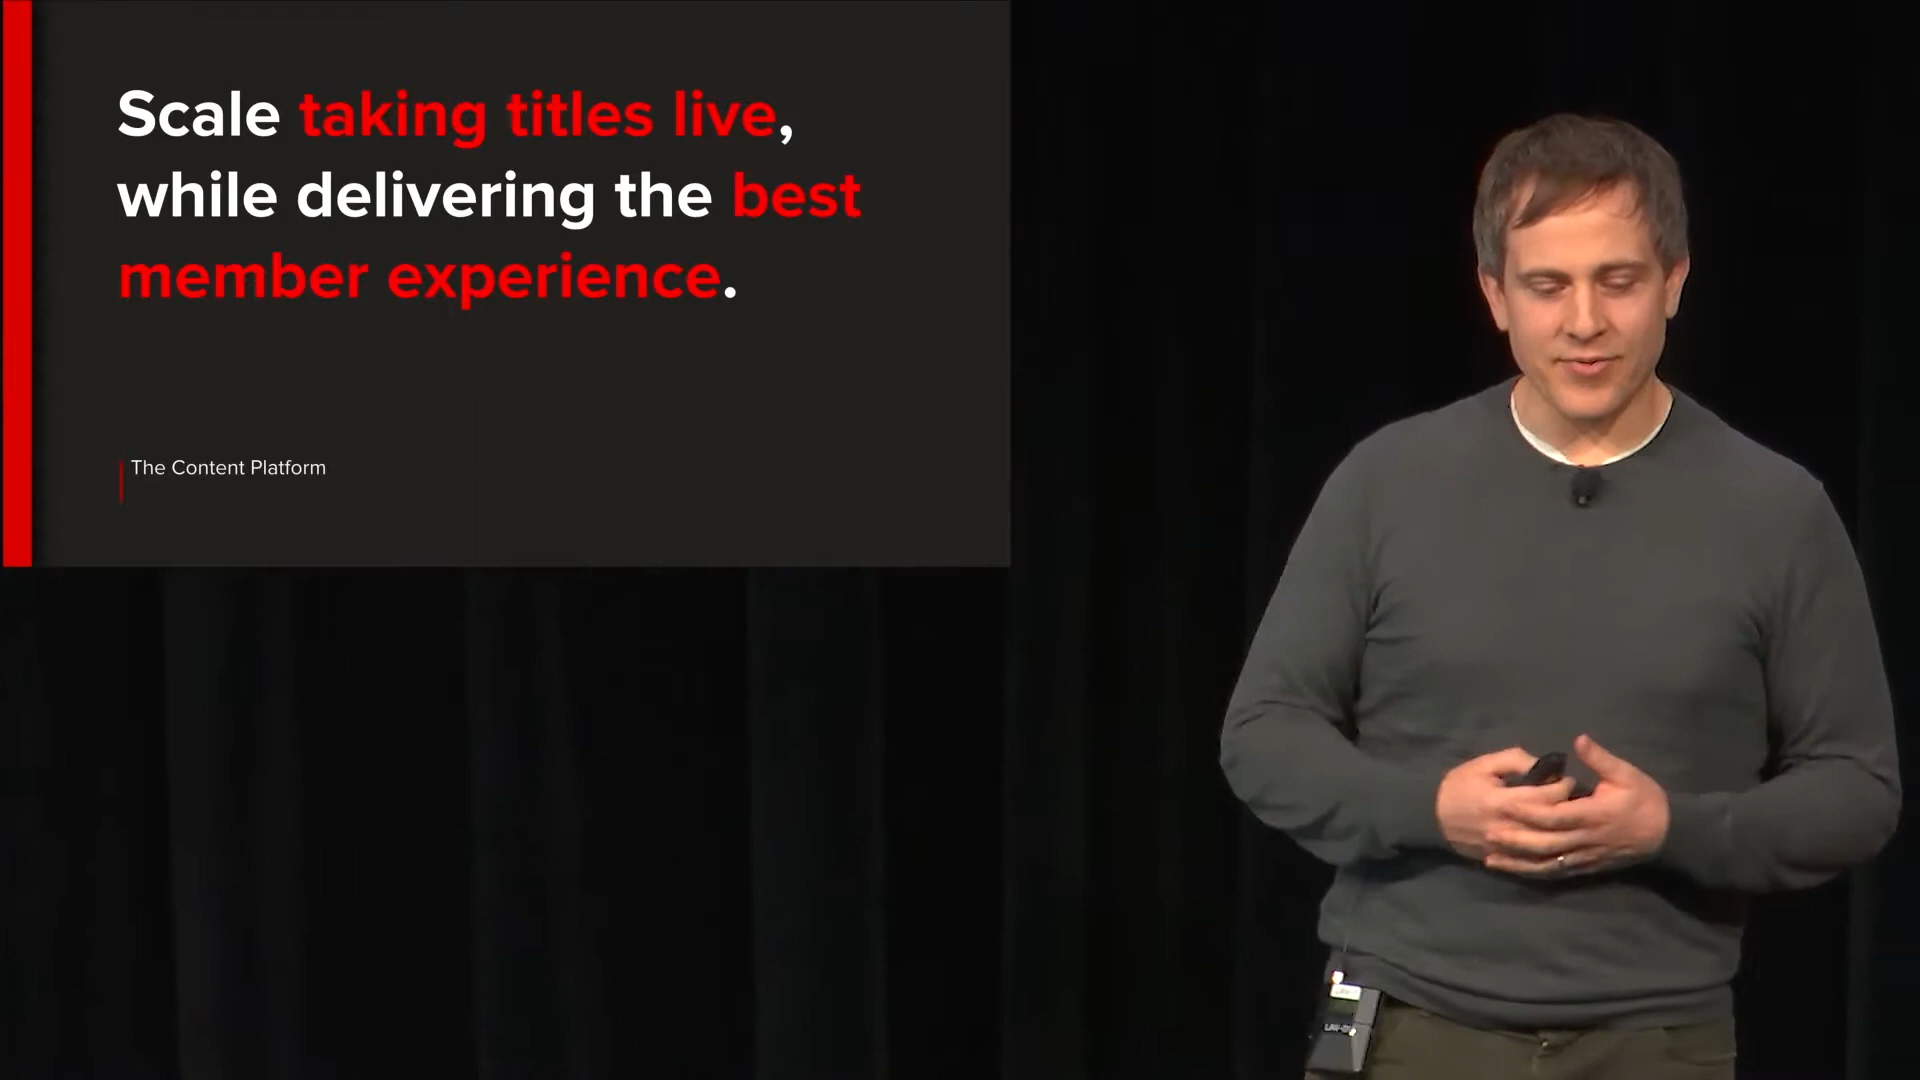 Scale taking titles live,
while delivering the best
member experience.
The Content Platform